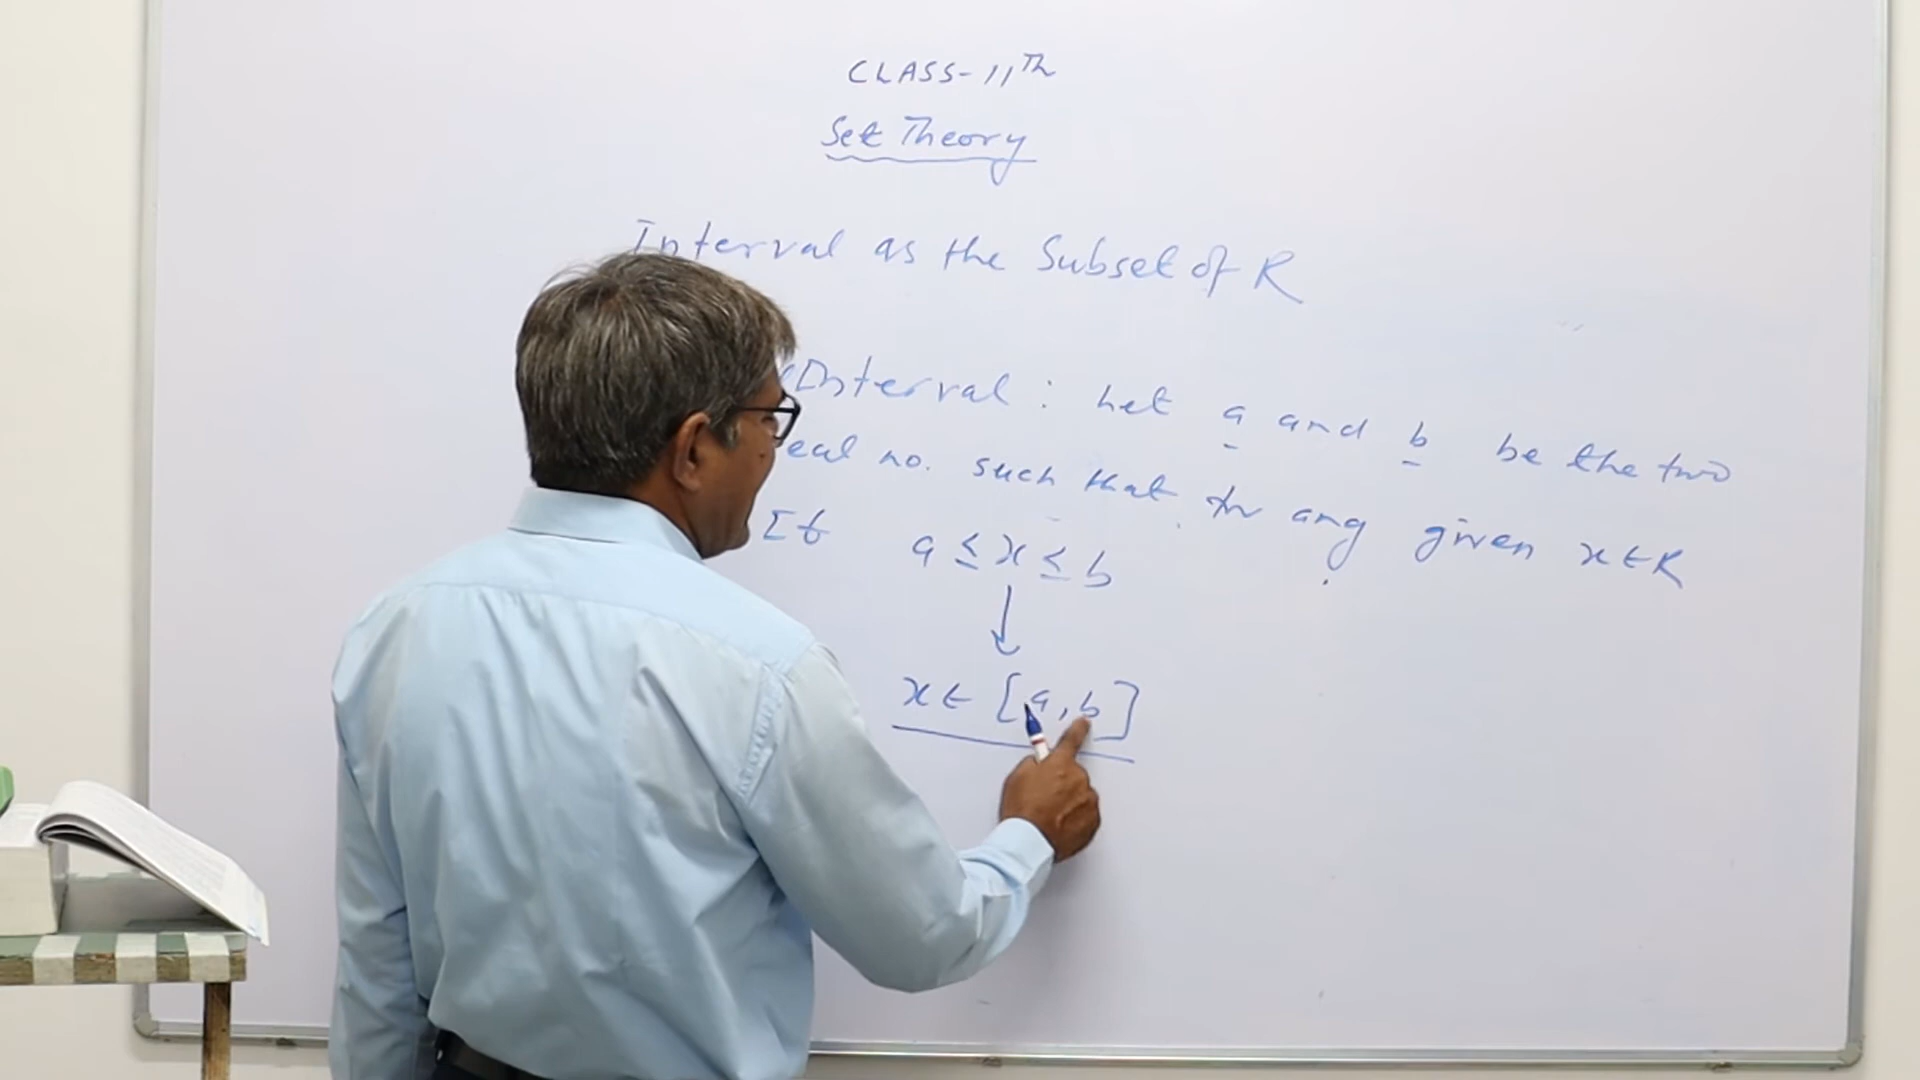 CLASS-11Th
Set Theory
Interval as the Subset of R
Interval : Let a and b be the two
eal no. such that for any given x∈R
If a ≤ x ≤ b
↓
x ∈ [a, b]